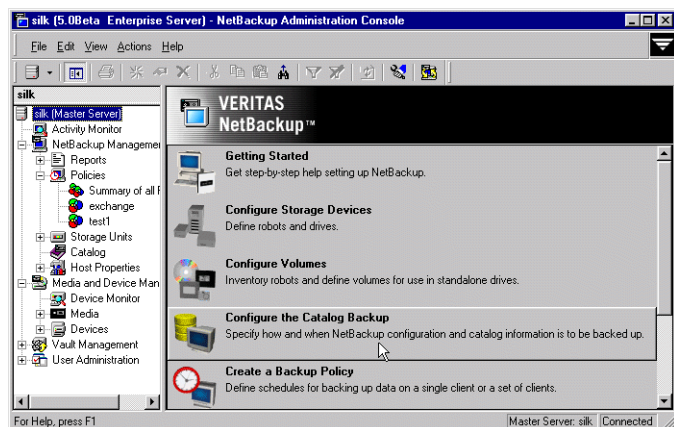 silk (5.0Beta Enterprise Server) - NetBackup Administration Console
File Edit View Actions Help
silk
silk (Master Server)
Activity Monitor
NetBackup Managemen
Reports
Policies
Summary of all P
exchange
test1
Storage Units
Catalog
Host Properties
Media and Device Man
Device Monitor
Media
Devices
Vault Management
User Administration
VERITAS
NetBackup™
Getting Started
Get step-by-step help setting up NetBackup.
Configure Storage Devices
Define robots and drives.
Configure Volumes
Inventory robots and define volumes for use in standalone drives.
Configure the Catalog Backup
Specify how and when NetBackup configuration and catalog information is to be backed up.
Create a Backup Policy
Define schedules for backing up data on a single client or a set of clients.
For Help, press F1
Master Server: silk
Connected